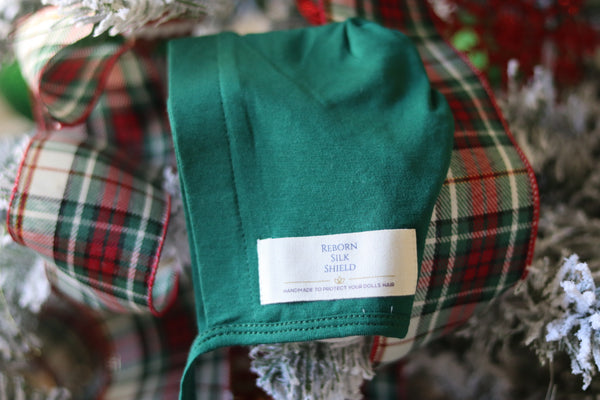 REBORN
SILK
SHIELD
HANDMADE TO PROTECT YOUR DOLLS HAIR